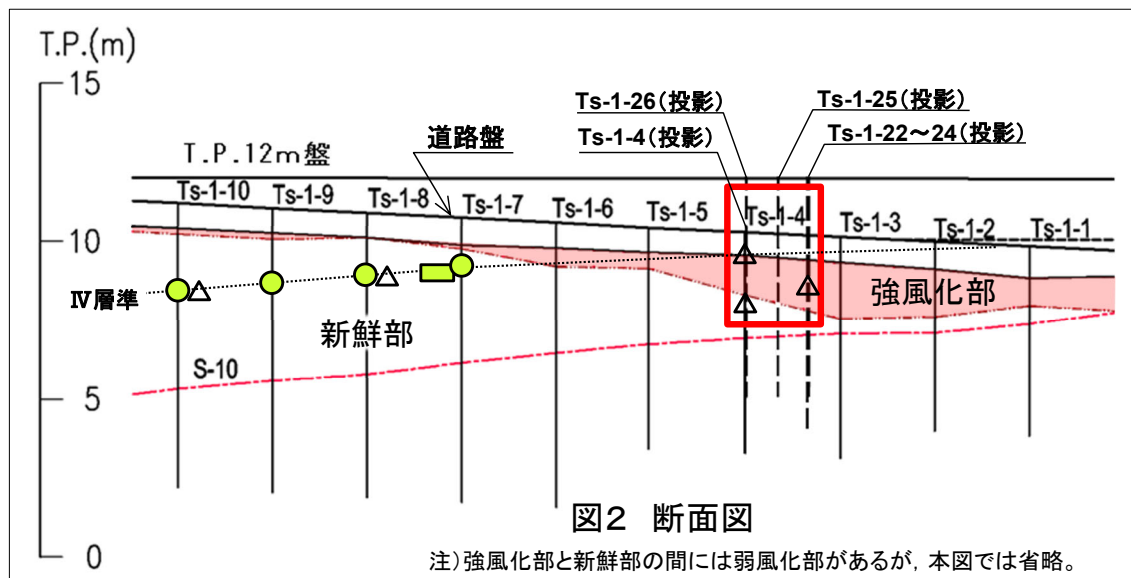 T.P.(m)
15
Ts-1-26(投影)
Ts-1-25(投影)
Ts-1-4(投影)
Ts-1-22～24(投影)
道路盤
T.P.12m盤
Ts-1-10
Ts-1-9
Ts-1-8
Ts-1-7
Ts-1-6
Ts-1-5
Ts-1-4
Ts-1-3
Ts-1-2
Ts-1-1
10
Ⅳ層準
強風化部
新鮮部
S-10
5
図2 断面図
0
注)強風化部と新鮮部の間には弱風化部があるが，本図では省略。